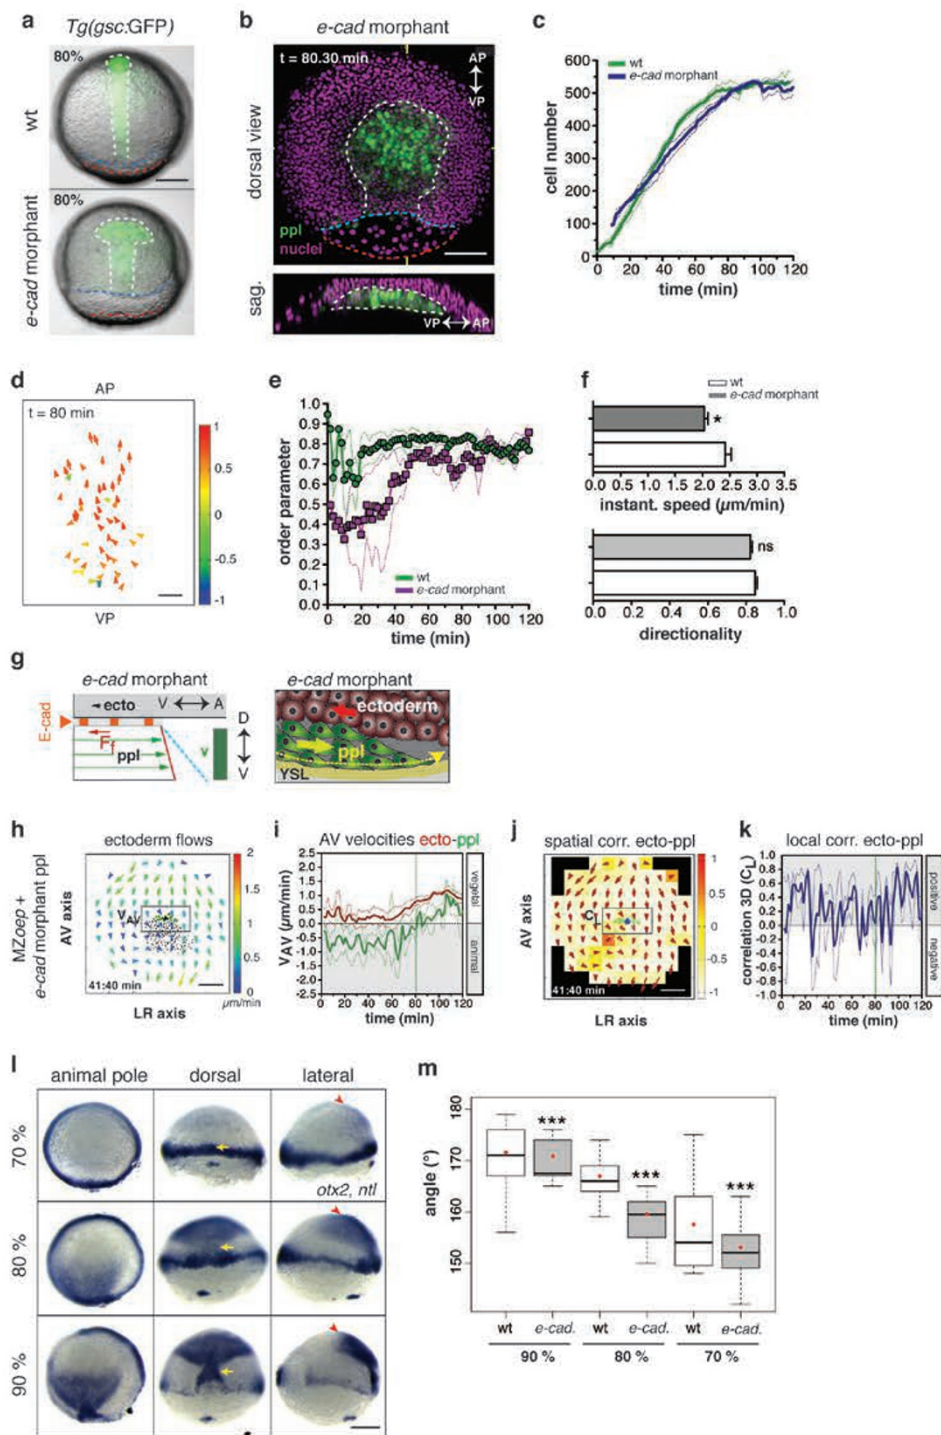 a
Tg(gsc:GFP)
wt
80%
e-cad morphant
80%
b
e-cad morphant
t = 80.30 min
AP
VP
dorsal view
ppl
nuclei
sag.
VP AP
c
wt
e-cad morphant
cell number
600
500
400
300
200
100
0
0 20 40 60 80 100 120
time (min)
d
AP
t = 80 min
1
0.5
0
-0.5
-1
VP
e
order parameter
1.0
0.9
0.8
0.7
0.6
0.5
0.4
0.3
0.2
0.1
0.0
wt
e-cad morphant
0 20 40 60 80 100 120
time (min)
f
wt
e-cad morphant
*
0.0 0.5 1.0 1.5 2.0 2.5 3.0 3.5
instant. speed (µm/min)
ns
0.0 0.2 0.4 0.6 0.8 1.0
directionality
g
e-cad morphant
E-cad
ecto V A
Ff
ppl
v
D
V
e-cad morphant
ectoderm
ppl
YSL
MZoep +
e-cad morphant ppl
h
ectoderm flows
AV axis
VAV
41:40 min
LR axis
2
1.5
1
0.5
0
µm/min
i
AV velocities ecto-ppl
VAV (µm/min)
2.5
2.0
1.5
1.0
0.5
0.0
-0.5
-1.0
-1.5
-2.0
-2.5
vegetal
animal
0 20 40 60 80 100 120
time (min)
j
spatial corr. ecto-ppl
AV axis
CL
41:40 min
LR axis
1
0.5
0
-0.5
-1
k
local corr. ecto-ppl
correlation 3D (CL)
1.0
0.8
0.6
0.4
0.2
0.0
0.2
0.4
0.6
0.8
-1.0
positive
negative
0 20 40 60 80 100 120
time (min)
l
animal pole dorsal lateral
70 %
otx2, ntl
80 %
90 %
m
angle (°)
180
170
160
150
*** *** ***
wt e-cad. wt e-cad. wt e-cad.
90 % 80 % 70 %